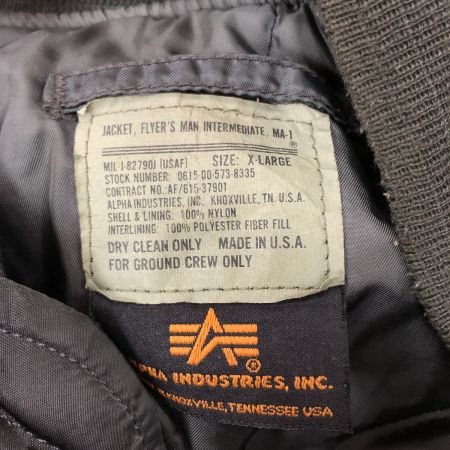 JACKET, FLYER'S MAN INTERMEDIATE, MA-1
MIL-J-8279OJ (USAF) SIZE: X-LARGE
STOCK NUMBER: 0615-00-573-8335
CONTRACT NO. AF/615-37901
ALPHA INDUSTRIES, INC. KNOXVILLE, TN. U.S.A.
SHELL & LINING: 100% NYLON
INTERLINING: 100% POLYESTER FIBER FILL
DRY CLEAN ONLY MADE IN U.S.A.
FOR GROUND CREW ONLY
®
PHA INDUSTRIES, INC.
KNOXVILLE, TENNESSEE USA